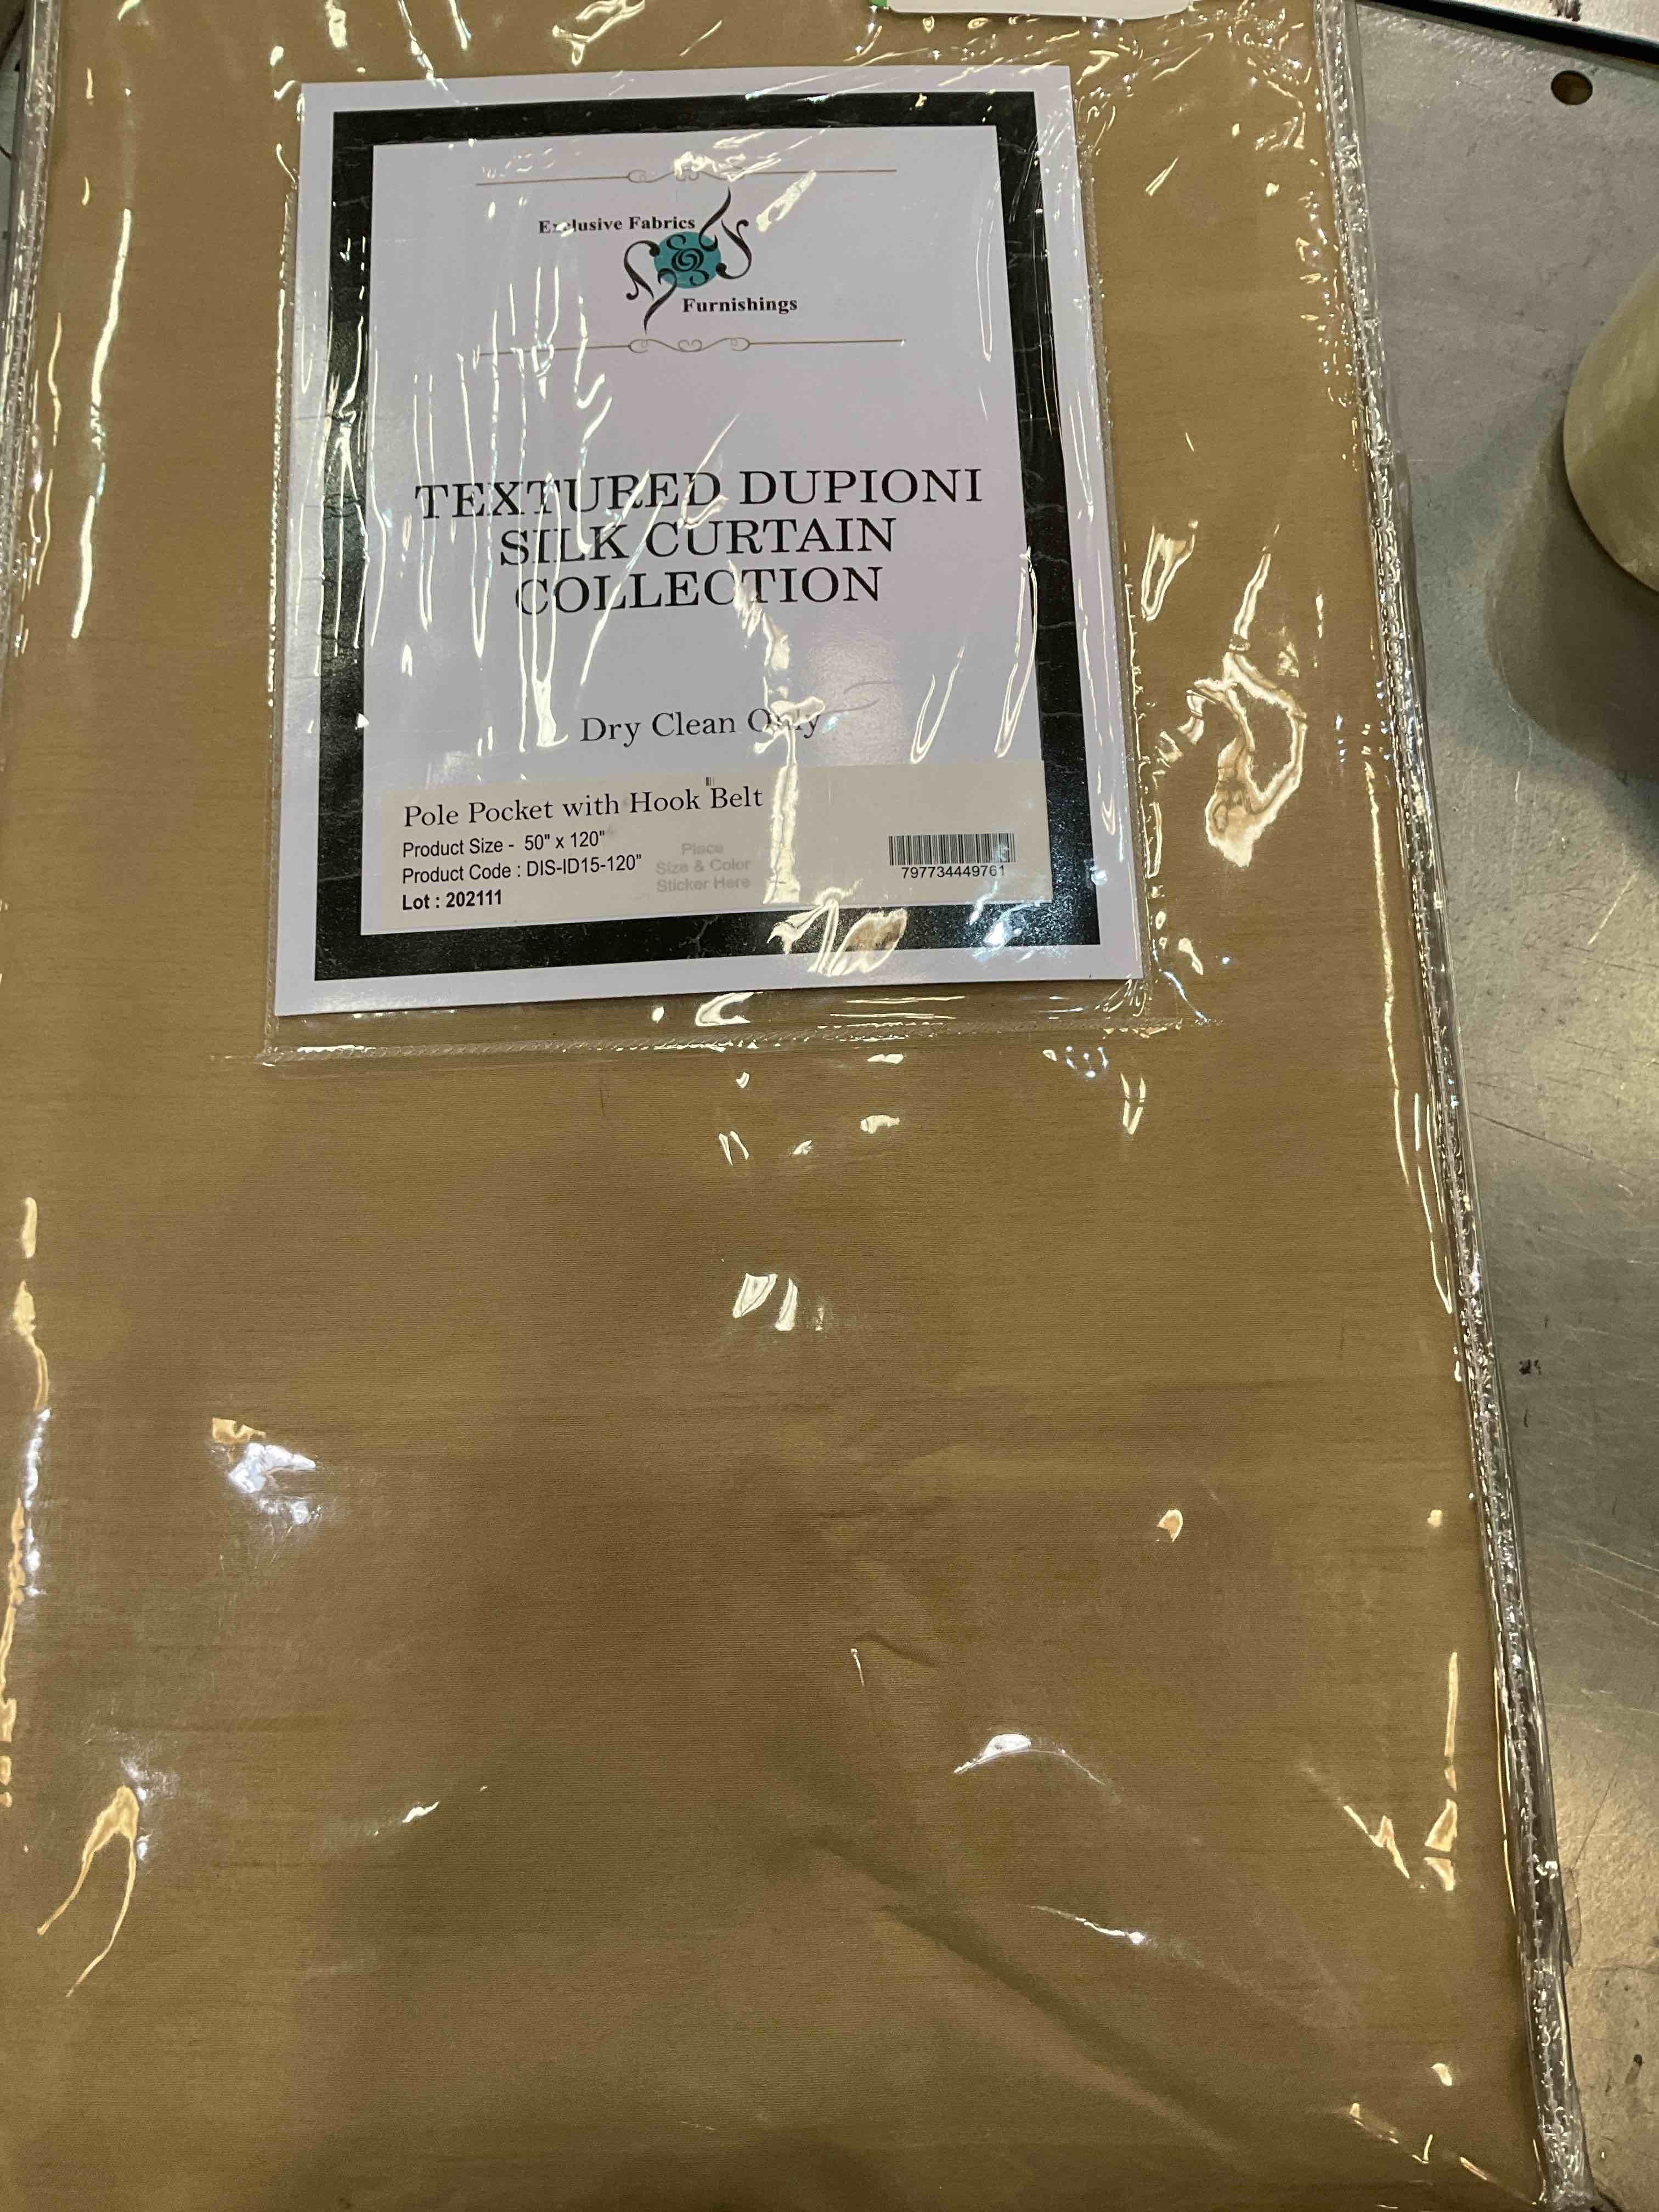 Exclusive Fabrics
Furnishings
TEXTURED DUPIONI
SILK CURTAIN
COLLECTION
Dry Clean Only
Pole Pocket with Hook Belt
Product Size - 50" x 120"
Product Code : DIS-ID15-120"
Lot : 202111
Place
Size & Color
Sticker Here
797734449761